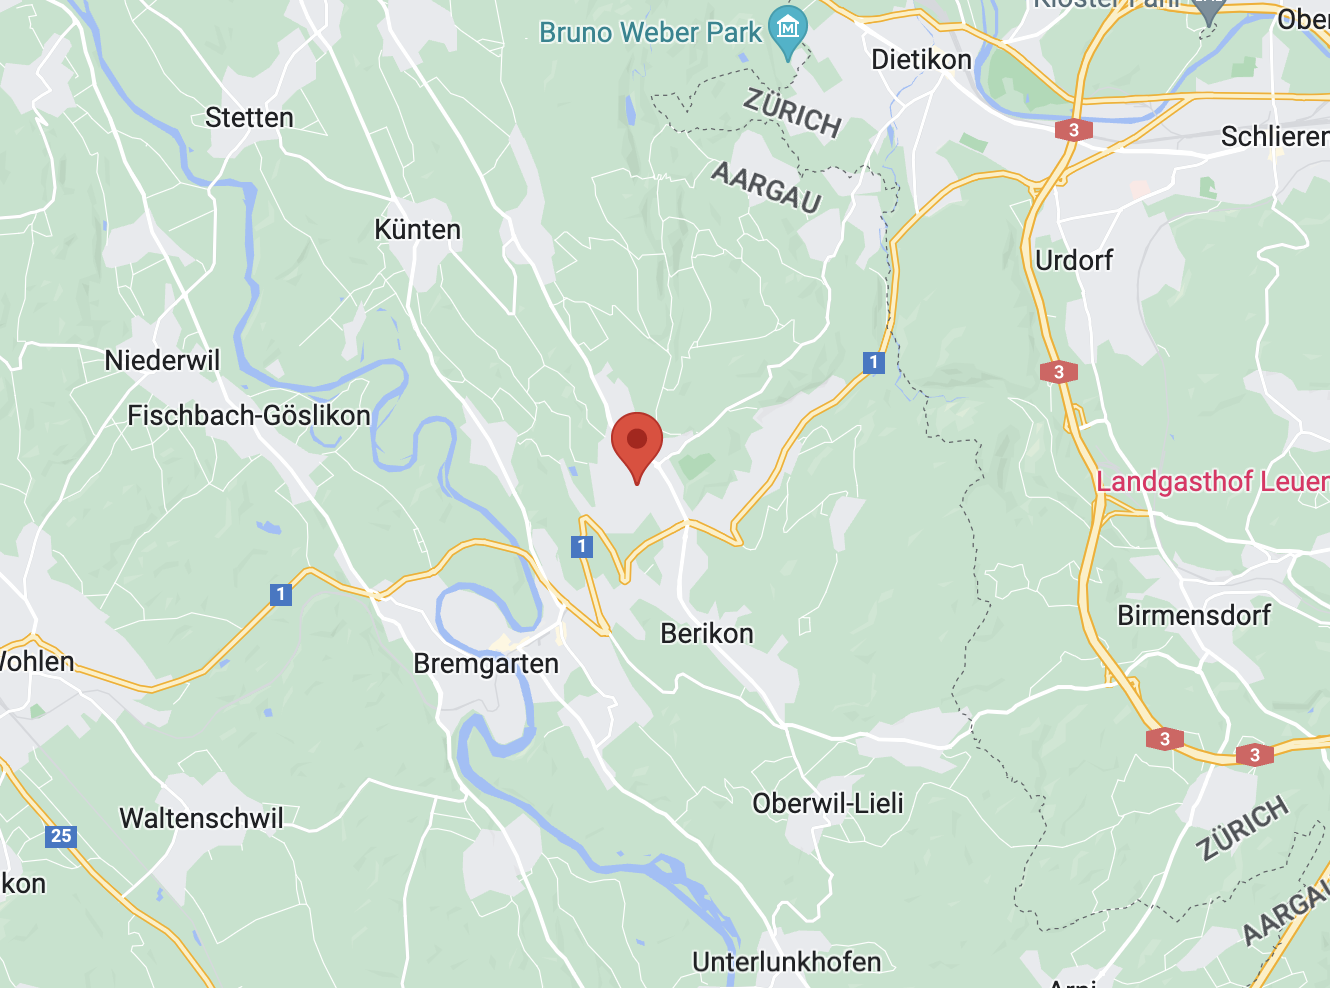 Kloster Fahr
Ober
Bruno Weber Park
Dietikon
ZÜRICH
Stetten
3
Schlieren
AARGAU
Künten
Urdorf
Niederwil
1
3
Fischbach-Göslikon
Landgasthof Leuen
1
1
Birmensdorf
Berikon
Wohlen
Bremgarten
3
3
Oberwil-Lieli
Waltenschwil
ZÜRICH
25
kon
AARGAU
Unterlunkhofen
Arni